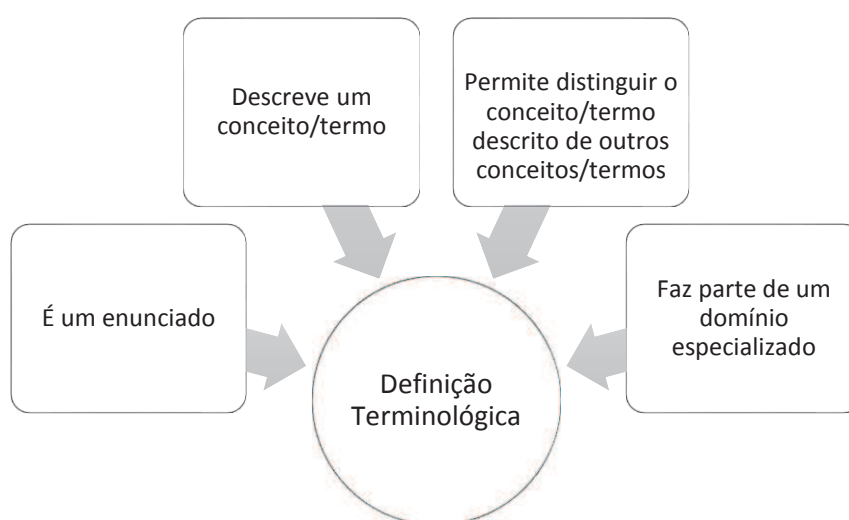 Descreve um
conceito/termo
Permite distinguir o
conceito/termo
descrito de outros
conceitos/termos
É um enunciado
Faz parte de um
domínio
especializado
Definição
Terminológica